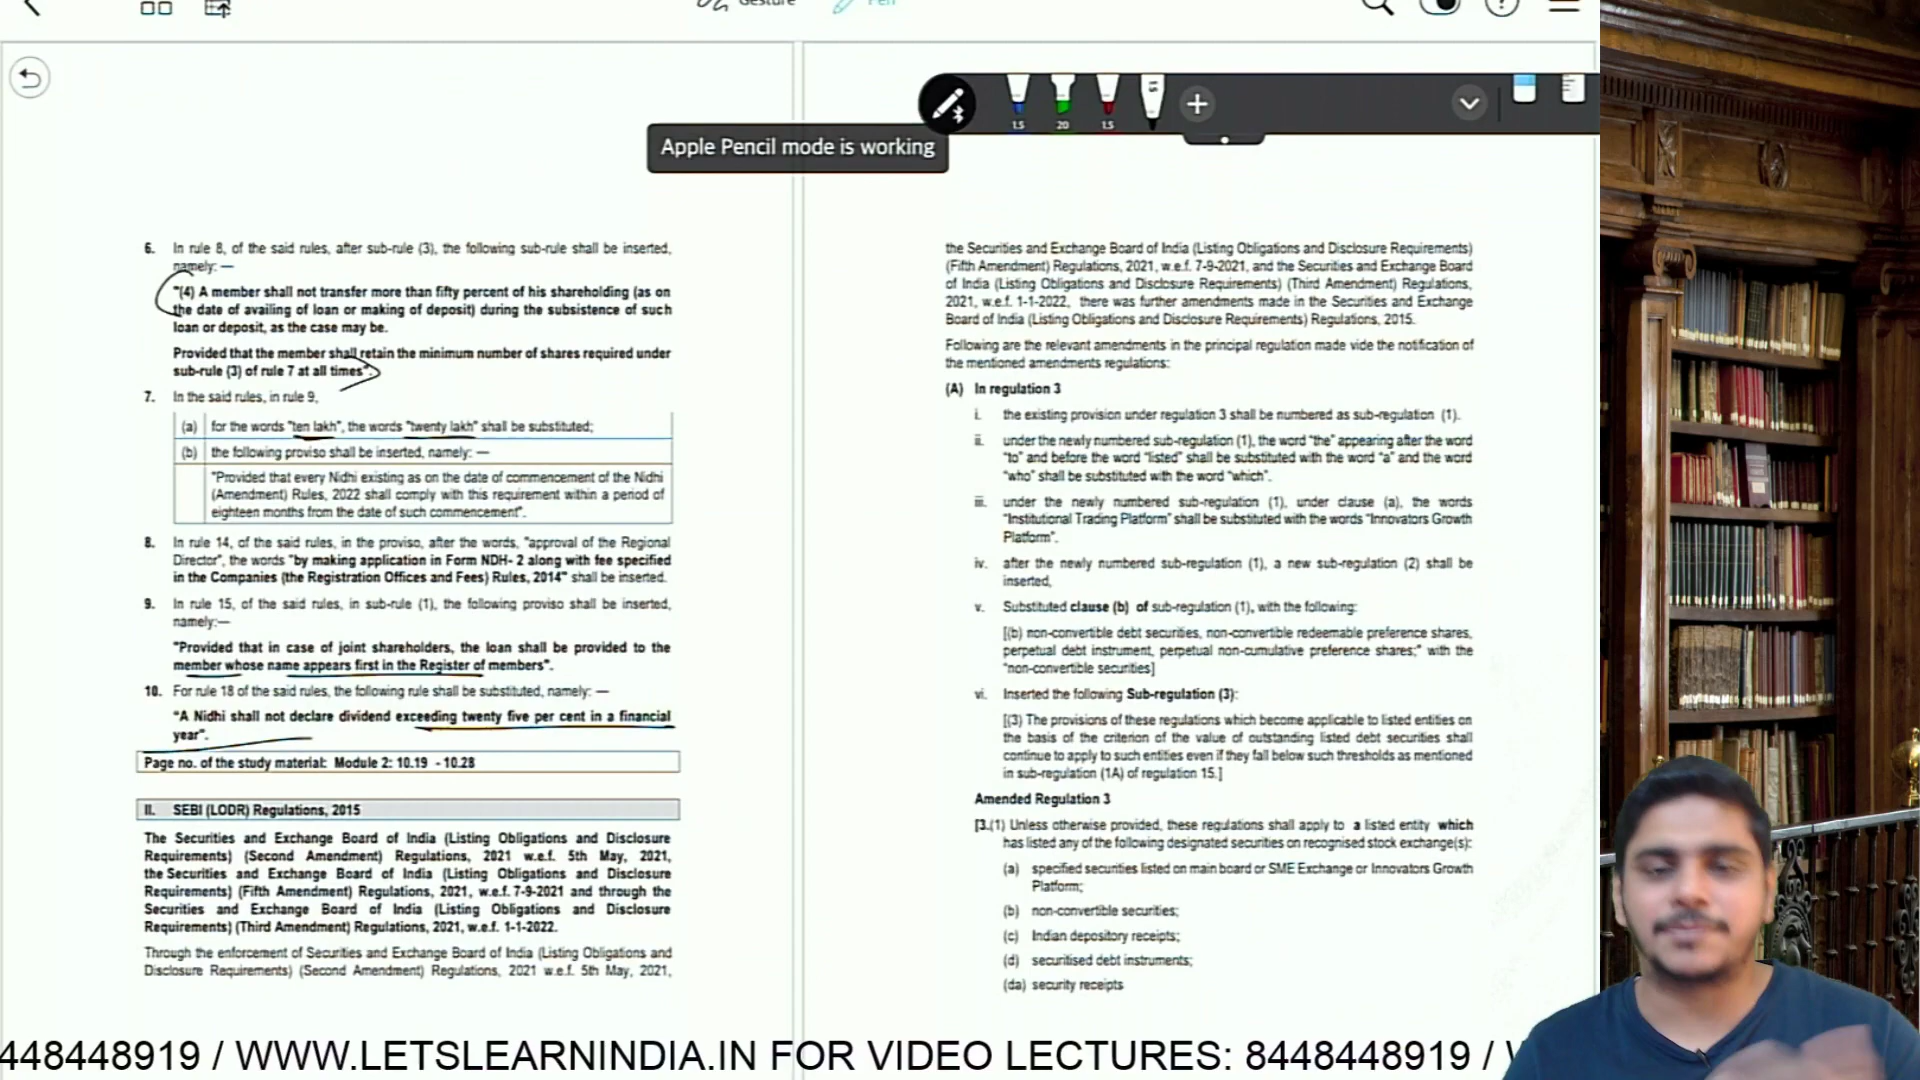 Gesture
Pen
1.5
20
1.5
1.5
Apple Pencil mode is working
6. In rule 8, of the said rules, after sub-rule (3), the following sub-rule shall be inserted,
namely: —
"(4) A member shall not transfer more than fifty percent of his shareholding (as on
the date of availing of loan or making of deposit) during the subsistence of such
loan or deposit, as the case may be.
Provided that the member shall retain the minimum number of shares required under
sub-rule (3) of rule 7 at all times".
7. In the said rules, in rule 9,
(a) for the words "ten lakh", the words "twenty lakh" shall be substituted;
(b) the following proviso shall be inserted, namely: —
"Provided that every Nidhi existing as on the date of commencement of the Nidhi
(Amendment) Rules, 2022 shall comply with this requirement within a period of
eighteen months from the date of such commencement".
8. In rule 14, of the said rules, in the proviso, after the words, "approval of the Regional
Director", the words "by making application in Form NDH- 2 along with fee specified
in the Companies (the Registration Offices and Fees) Rules, 2014" shall be inserted.
9. In rule 15, of the said rules, in sub-rule (1), the following proviso shall be inserted,
namely:—
"Provided that in case of joint shareholders, the loan shall be provided to the
member whose name appears first in the Register of members".
10. For rule 18 of the said rules, the following rule shall be substituted, namely: —
"A Nidhi shall not declare dividend exceeding twenty five per cent in a financial
year".
Page no. of the study material: Module 2: 10.19 - 10.28
II. SEBI (LODR) Regulations, 2015
The Securities and Exchange Board of India (Listing Obligations and Disclosure
Requirements) (Second Amendment) Regulations, 2021 w.e.f. 5th May, 2021,
the Securities and Exchange Board of India (Listing Obligations and Disclosure
Requirements) (Fifth Amendment) Regulations, 2021, w.e.f. 7-9-2021 and through the
Securities and Exchange Board of India (Listing Obligations and Disclosure
Requirements) (Third Amendment) Regulations, 2021, w.e.f. 1-1-2022.
Through the enforcement of Securities and Exchange Board of India (Listing Obligations and
Disclosure Requirements) (Second Amendment) Regulations, 2021 w.e.f. 5th May, 2021,
the Securities and Exchange Board of India (Listing Obligations and Disclosure Requirements)
(Fifth Amendment) Regulations, 2021, w.e.f. 7-9-2021, and the Securities and Exchange Board
of India (Listing Obligations and Disclosure Requirements) (Third Amendment) Regulations,
2021, w.e.f. 1-1-2022, there was further amendments made in the Securities and Exchange
Board of India (Listing Obligations and Disclosure Requirements) Regulations, 2015.
Following are the relevant amendments in the principal regulation made vide the notification of
the mentioned amendments regulations:
(A) In regulation 3
i. the existing provision under regulation 3 shall be numbered as sub-regulation (1).
ii. under the newly numbered sub-regulation (1), the word "the" appearing after the word
"to" and before the word "listed" shall be substituted with the word "a" and the word
"who" shall be substituted with the word "which".
iii. under the newly numbered sub-regulation (1), under clause (a), the words
"Institutional Trading Platform" shall be substituted with the words "Innovators Growth
Platform".
iv. after the newly numbered sub-regulation (1), a new sub-regulation (2) shall be
inserted,
v. Substituted clause (b) of sub-regulation (1), with the following:
[(b) non-convertible debt securities, non-convertible redeemable preference shares,
perpetual debt instrument, perpetual non-cumulative preference shares;" with the
"non-convertible securities]
vi. Inserted the following Sub-regulation (3):
[(3) The provisions of these regulations which become applicable to listed entities on
the basis of the criterion of the value of outstanding listed debt securities shall
continue to apply to such entities even if they fall below such thresholds as mentioned
in sub-regulation (1A) of regulation 15.]
Amended Regulation 3
[3.(1) Unless otherwise provided, these regulations shall apply to a listed entity which
has listed any of the following designated securities on recognised stock exchange(s):
(a) specified securities listed on main board or SME Exchange or Innovators Growth
Platform;
(b) non-convertible securities;
(c) Indian depository receipts;
(d) securitised debt instruments;
(da) security receipts
448448919 / WWW.LETSLEARNINDIA.IN FOR VIDEO LECTURES: 8448448919 /